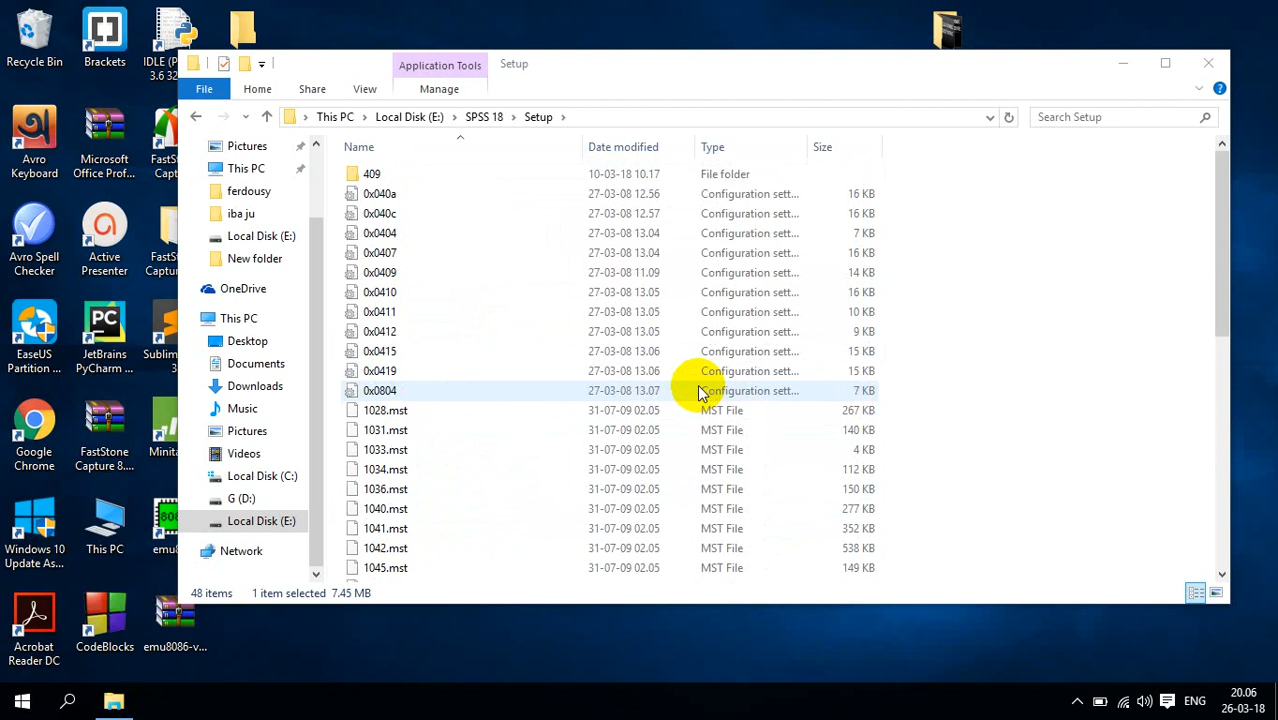 Recycle Bin
Brackets
IDLE (P
3.6 32
Avro
Keyboard
Microsoft
Office Prof...
FastSt
Captu
Avro Spell
Checker
Active
Presenter
FastSt
Captu
EaseUS
Partition ...
JetBrains
PyCharm ...
Sublim
3
Google
Chrome
FastStone
Capture 8....
Minita
Windows 10
Update As...
This PC
emu8
Acrobat
Reader DC
CodeBlocks
emu8086-v...
Application Tools
Setup
File
Home
Share
View
Manage
This PC
Local Disk (E:)
SPSS 18
Setup
Search Setup
Pictures
This PC
ferdousy
iba ju
Local Disk (E:)
New folder
OneDrive
This PC
Desktop
Documents
Downloads
Music
Pictures
Videos
Local Disk (C:)
G (D:)
Local Disk (E:)
Network
Name Date modified Type Size
409 10-03-18 10.17 File folder
0x040a 27-03-08 12.56 Configuration sett... 16 KB
0x040c 27-03-08 12.57 Configuration sett... 16 KB
0x0404 27-03-08 13.04 Configuration sett... 7 KB
0x0407 27-03-08 13.04 Configuration sett... 16 KB
0x0409 27-03-08 11.09 Configuration sett... 14 KB
0x0410 27-03-08 13.05 Configuration sett... 16 KB
0x0411 27-03-08 13.05 Configuration sett... 10 KB
0x0412 27-03-08 13.05 Configuration sett... 9 KB
0x0415 27-03-08 13.06 Configuration sett... 15 KB
0x0419 27-03-08 13.06 Configuration sett... 15 KB
0x0804 27-03-08 13.07 Configuration sett... 7 KB
1028.mst 31-07-09 02.05 MST File 267 KB
1031.mst 31-07-09 02.05 MST File 140 KB
1033.mst 31-07-09 02.05 MST File 4 KB
1034.mst 31-07-09 02.05 MST File 112 KB
1036.mst 31-07-09 02.05 MST File 150 KB
1040.mst 31-07-09 02.05 MST File 277 KB
1041.mst 31-07-09 02.05 MST File 352 KB
1042.mst 31-07-09 02.05 MST File 538 KB
1045.mst 31-07-09 02.05 MST File 149 KB
48 items 1 item selected 7.45 MB
ENG
20.06
26-03-18